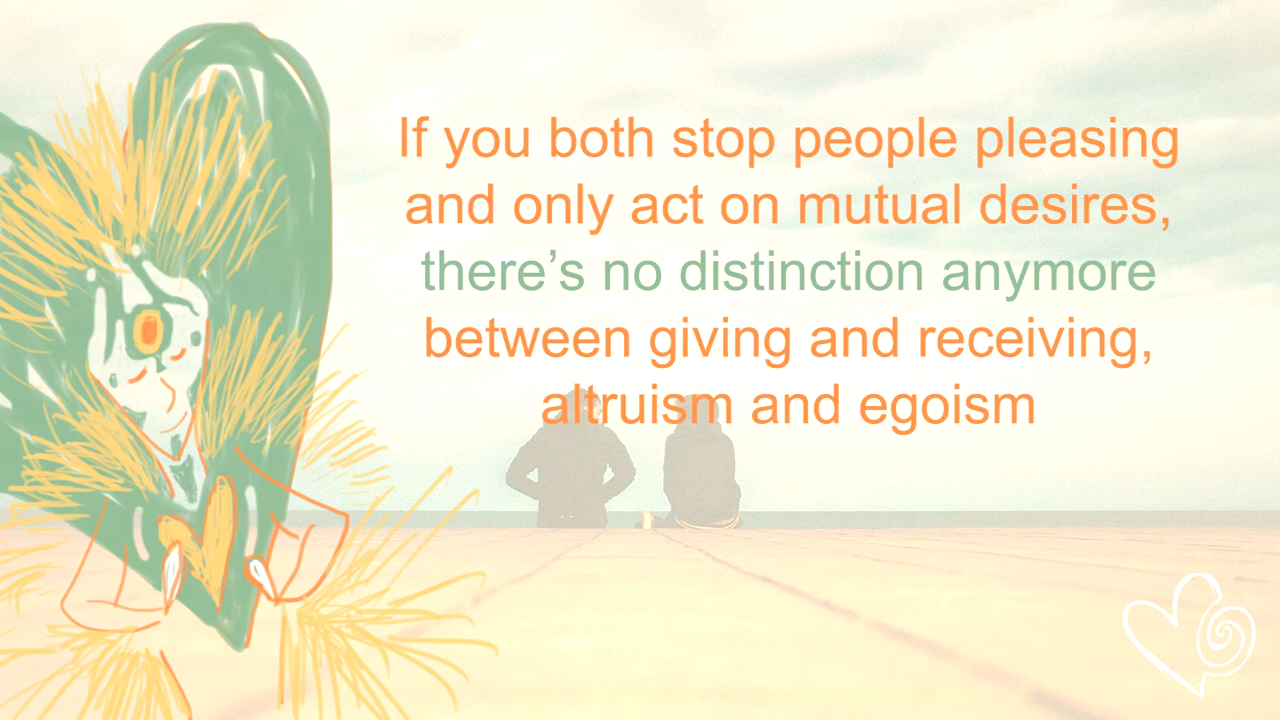 If you both stop people pleasing
and only act on mutual desires,
there’s no distinction anymore
between giving and receiving,
altruism and egoism